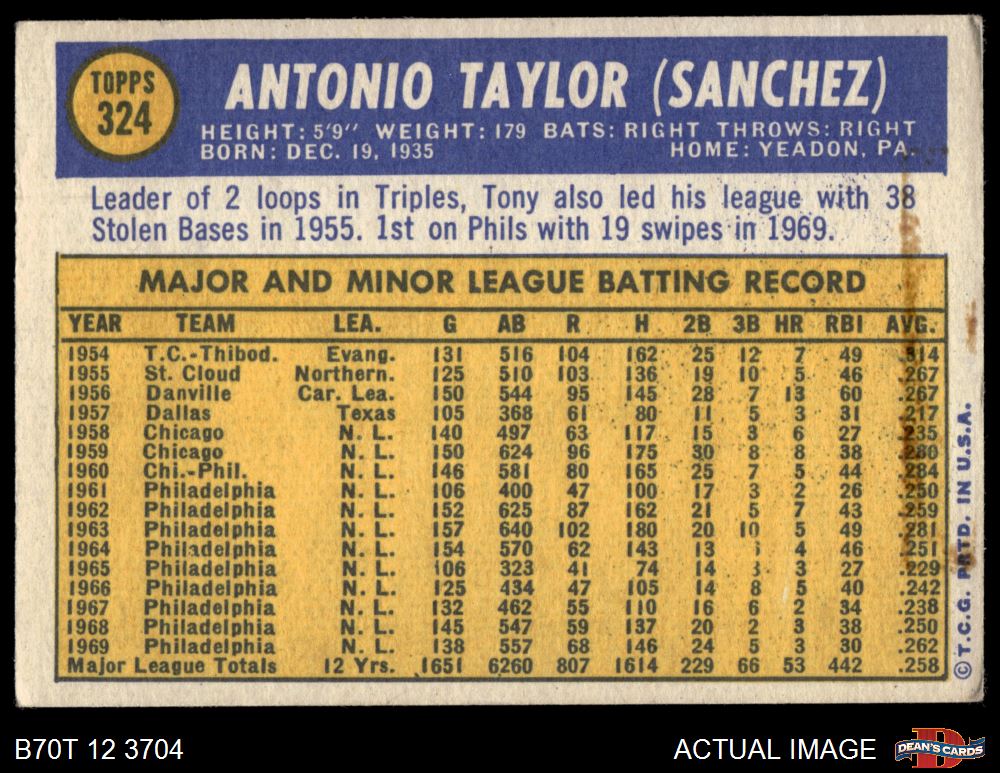 TOPPS
324
ANTONIO TAYLOR (SANCHEZ)
HEIGHT: 5'9" WEIGHT: 179 BATS: RIGHT THROWS: RIGHT
BORN: DEC. 19, 1935 HOME: YEADON, PA.
Leader of 2 loops in Triples, Tony also led his league with 38
Stolen Bases in 1955. 1st on Phils with 19 swipes in 1969.
MAJOR AND MINOR LEAGUE BATTING RECORD
YEAR TEAM LEA. G AB R H 2B 3B HR RBI AVG.
1954 T.C.-Thibod. Evang. 131 516 104 162 25 12 7 49 .314
1955 St. Cloud Northern. 125 510 103 136 19 10 5 46 .267
1956 Danville Car. Lea. 150 544 95 145 28 7 13 60 .267
1957 Dallas Texas 105 368 61 80 11 5 3 31 .217
1958 Chicago N. L. 140 497 63 117 15 3 6 27 .235
1959 Chicago N. L. 150 624 96 175 30 8 8 38 .280
1960 Chi.-Phil. N. L. 146 581 80 165 25 7 5 44 .284
1961 Philadelphia N. L. 106 400 47 100 17 3 2 26 .250
1962 Philadelphia N. L. 152 625 87 162 21 5 7 43 .259
1963 Philadelphia N. L. 157 640 102 180 20 10 5 49 .281
1964 Philadelphia N. L. 154 570 62 143 13 4 46 .251
1965 Philadelphia N. L. 106 323 41 74 14 3 3 27 .229
1966 Philadelphia N. L. 125 434 47 105 14 8 5 40 .242
1967 Philadelphia N. L. 132 462 55 110 16 6 2 34 .238
1968 Philadelphia N. L. 145 547 59 137 20 2 3 38 .250
1969 Philadelphia N. L. 138 557 68 146 24 5 3 30 .262
Major League Totals 12 Yrs. 1651 6260 807 1614 229 66 53 442 .258
© T.C.G. PRTD. IN U.S.A.
B70T 12 3704 ACTUAL IMAGE
D
DEAN'S CARDS